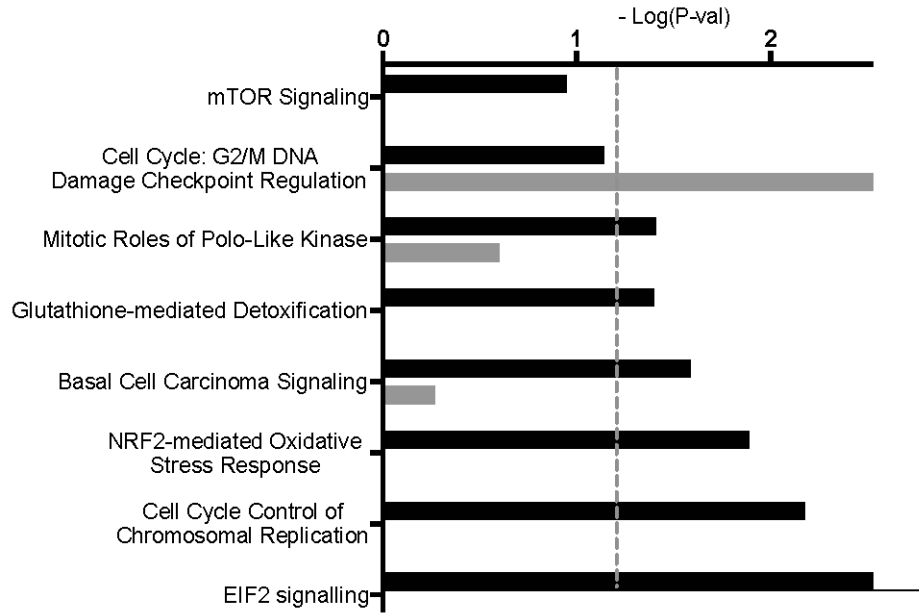 - Log(P-val)
0 1 2
mTOR Signaling
Cell Cycle: G2/M DNA
Damage Checkpoint Regulation
Mitotic Roles of Polo-Like Kinase
Glutathione-mediated Detoxification
Basal Cell Carcinoma Signaling
NRF2-mediated Oxidative
Stress Response
Cell Cycle Control of
Chromosomal Replication
EIF2 signalling